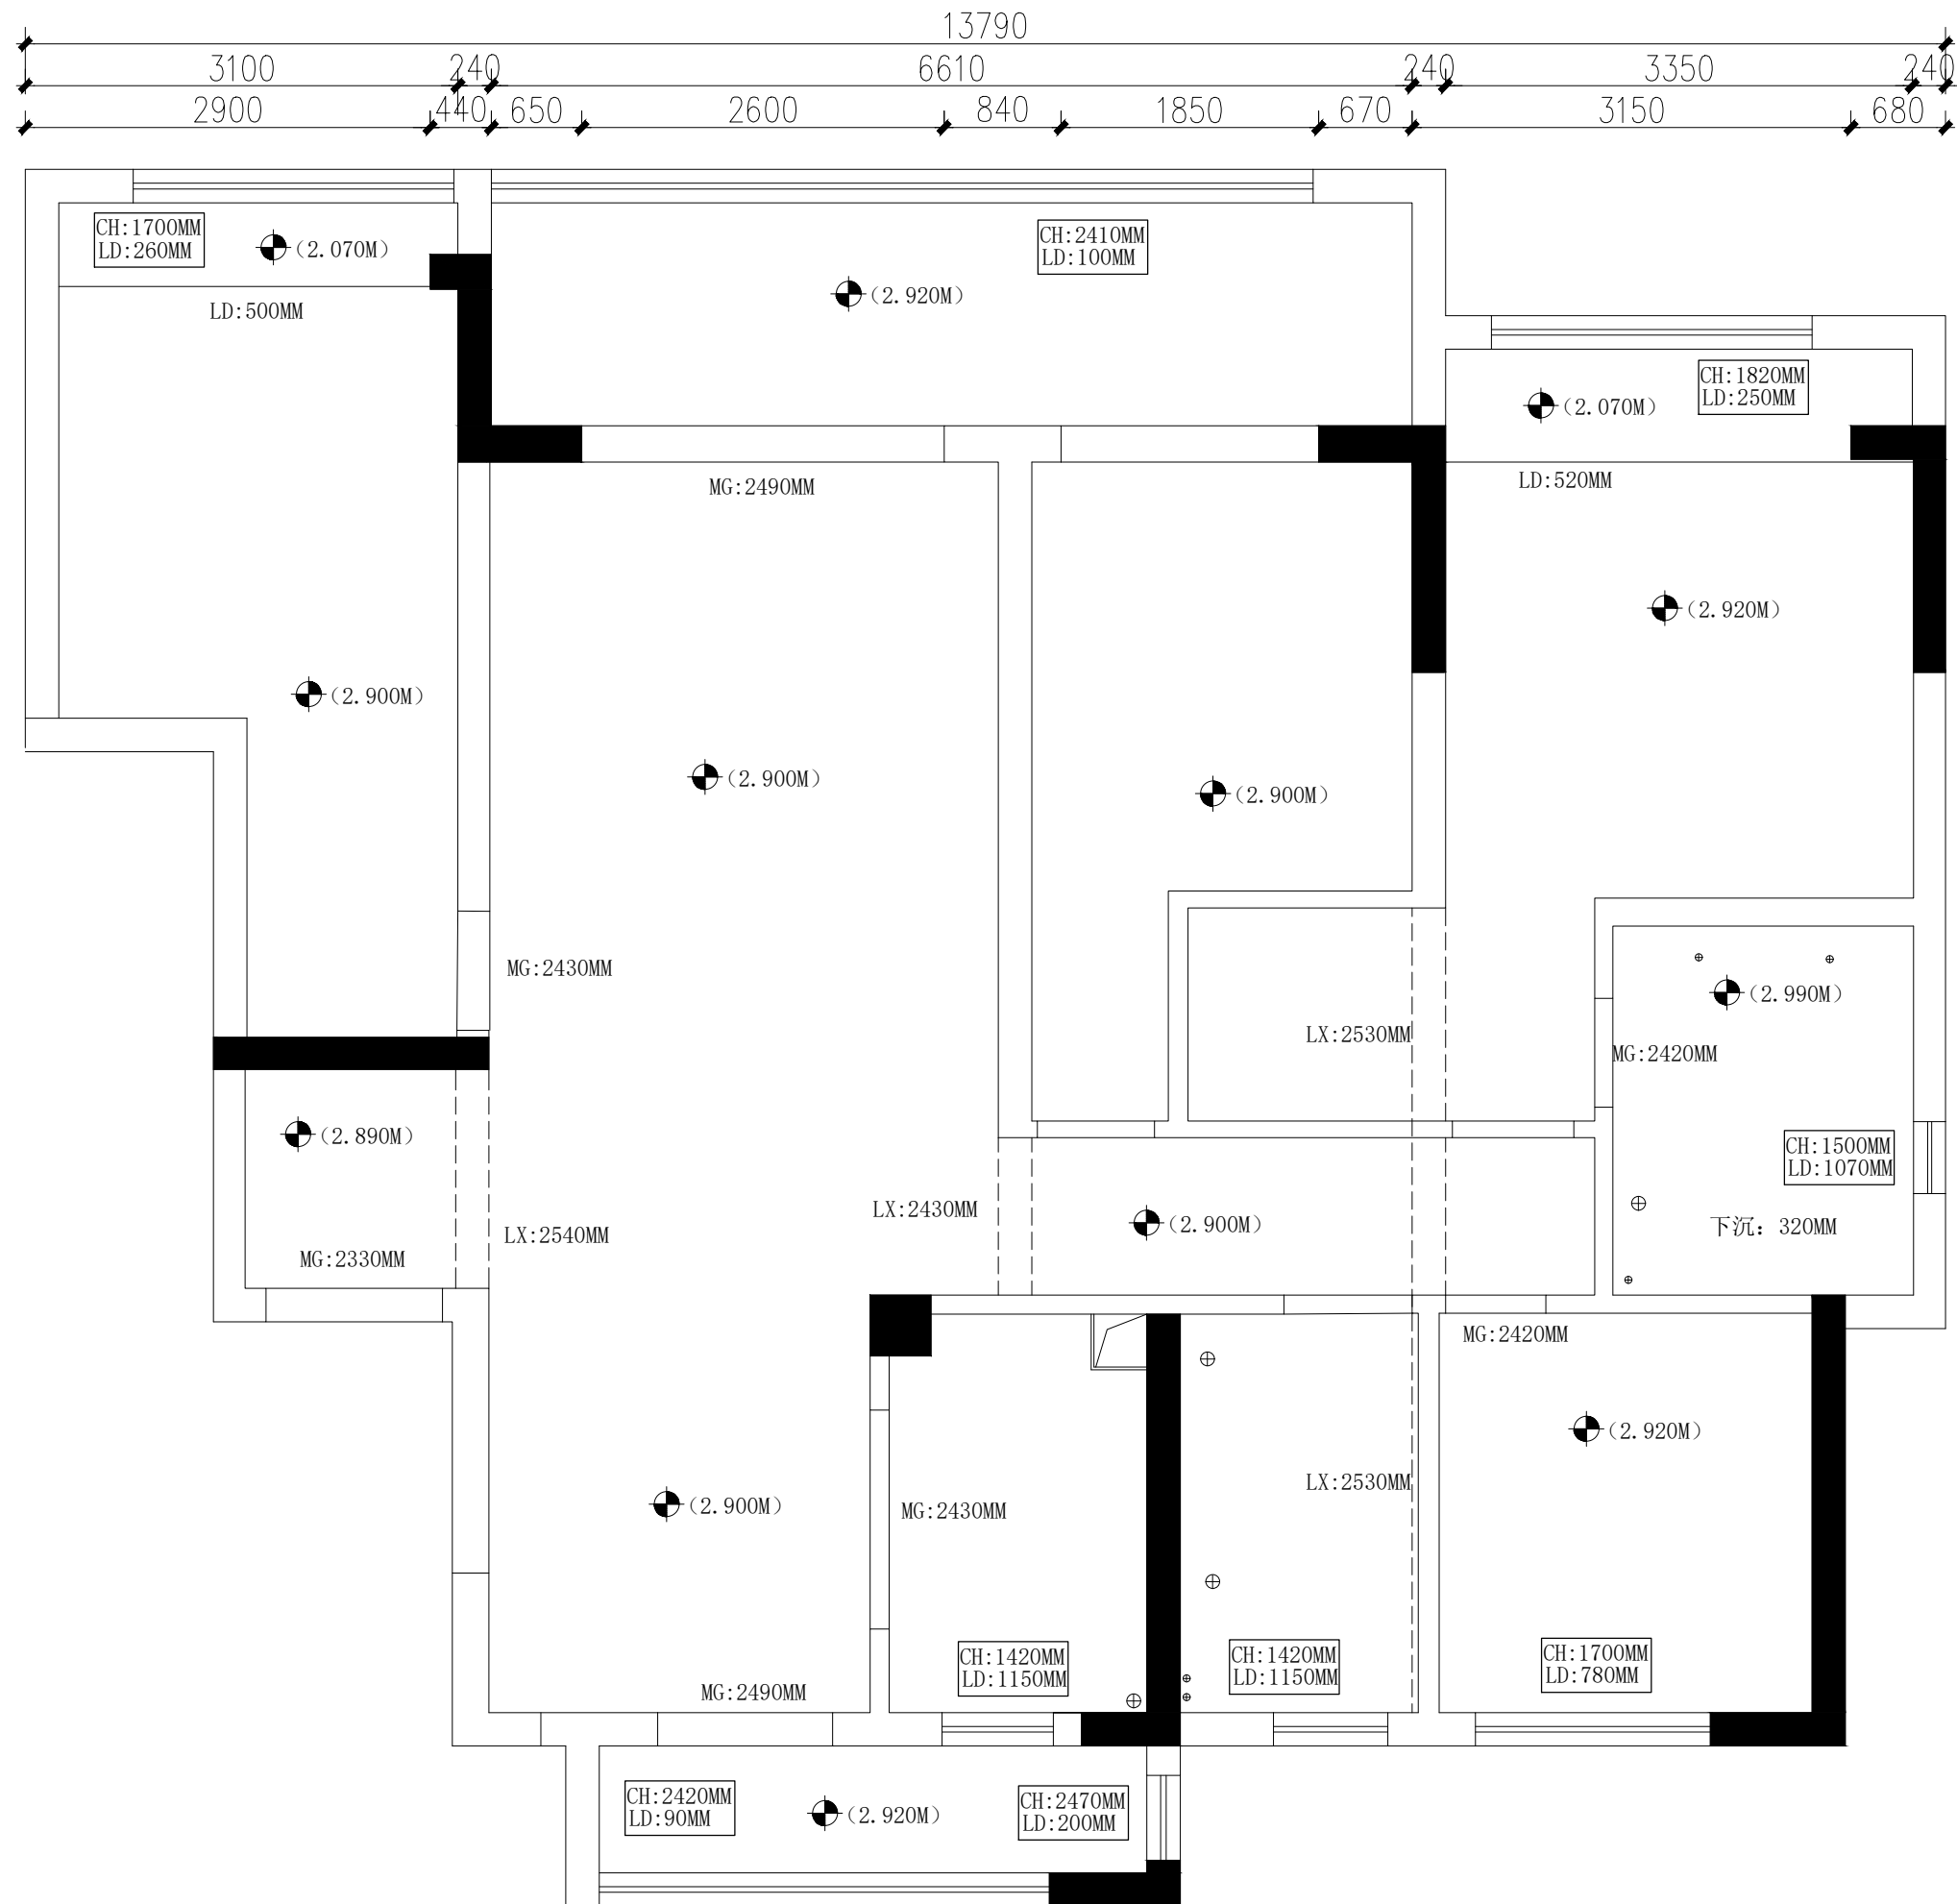 13790
3100 240 6610 240 3350 240
2900 440 650 2600 840 1850 670 3150 680
CH:1700MM
LD:260MM
(2.070M)
CH:2410MM
LD:100MM
(2.920M)
LD:500MM
CH:1820MM
LD:250MM
(2.070M)
MG:2490MM
LD:520MM
(2.920M)
(2.900M)
(2.900M)
(2.900M)
MG:2430MM
(2.990M)
LX:2530MM
MG:2420MM
(2.890M)
CH:1500MM
LD:1070MM
LX:2430MM
(2.900M)
下沉：320MM
LX:2540MM
MG:2330MM
MG:2420MM
(2.920M)
LX:2530MM
(2.900M)
MG:2430MM
CH:1420MM
LD:1150MM
CH:1420MM
LD:1150MM
CH:1700MM
LD:780MM
MG:2490MM
CH:2420MM
LD:90MM
(2.920M)
CH:2470MM
LD:200MM